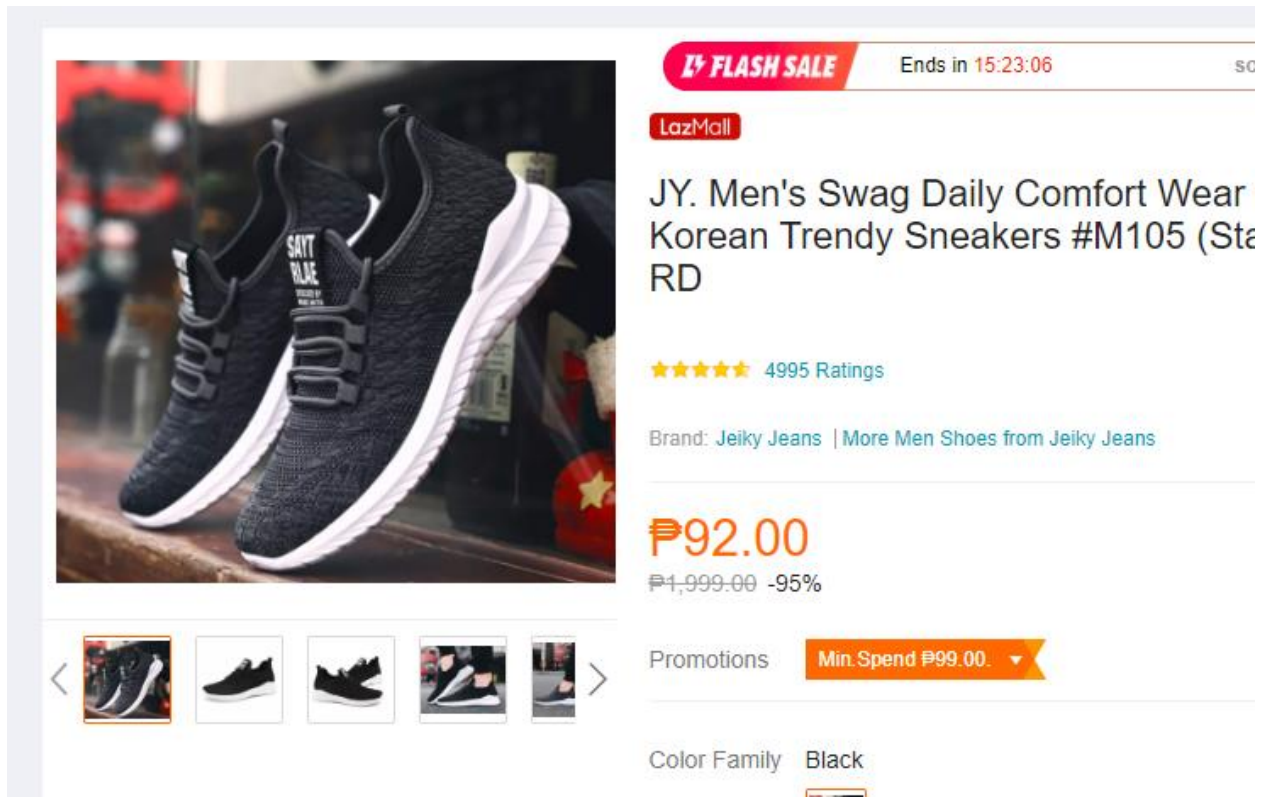 FLASH SALE
Ends in 15:23:06
LazMall
JY. Men's Swag Daily Comfort Wear
Korean Trendy Sneakers #M105 (Sta
RD
SAYT
RLAE
4995 Ratings
Brand: Jeiky Jeans | More Men Shoes from Jeiky Jeans
₱92.00
₱1,999.00 -95%
Promotions
Min.Spend ₱99.00.
Color Family Black